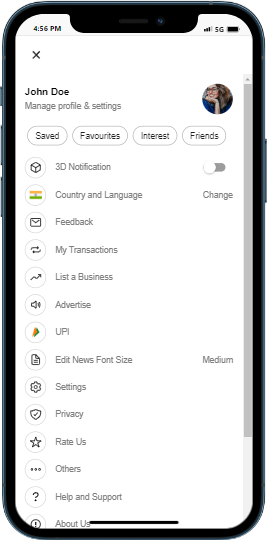 4:56 PM 5G
John Doe
Manage profile & settings
Saved Favourites Interest Friends
3D Notification
Country and Language Change
Feedback
My Transactions
List a Business
Advertise
UPI
Edit News Font Size Medium
Settings
Privacy
Rate Us
Others
Help and Support
About Us